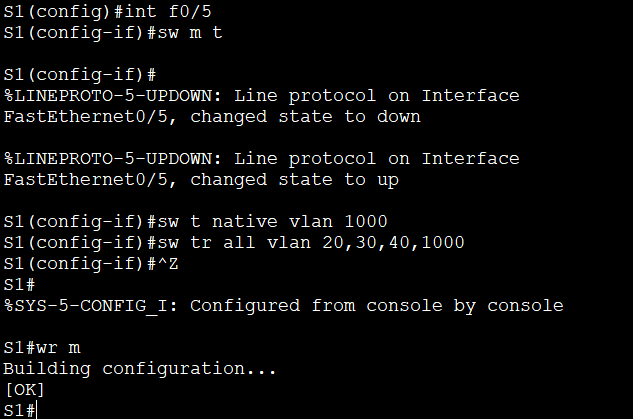 S1(config)#int f0/5
S1(config-if)#sw m t
S1(config-if)#
%LINEPROTO-5-UPDOWN: Line protocol on Interface
FastEthernet0/5, changed state to down
%LINEPROTO-5-UPDOWN: Line protocol on Interface
FastEthernet0/5, changed state to up
S1(config-if)#sw t native vlan 1000
S1(config-if)#sw tr all vlan 20,30,40,1000
S1(config-if)#^Z
S1#
%SYS-5-CONFIG_I: Configured from console by console
S1#wr m
Building configuration...
[OK]
S1#